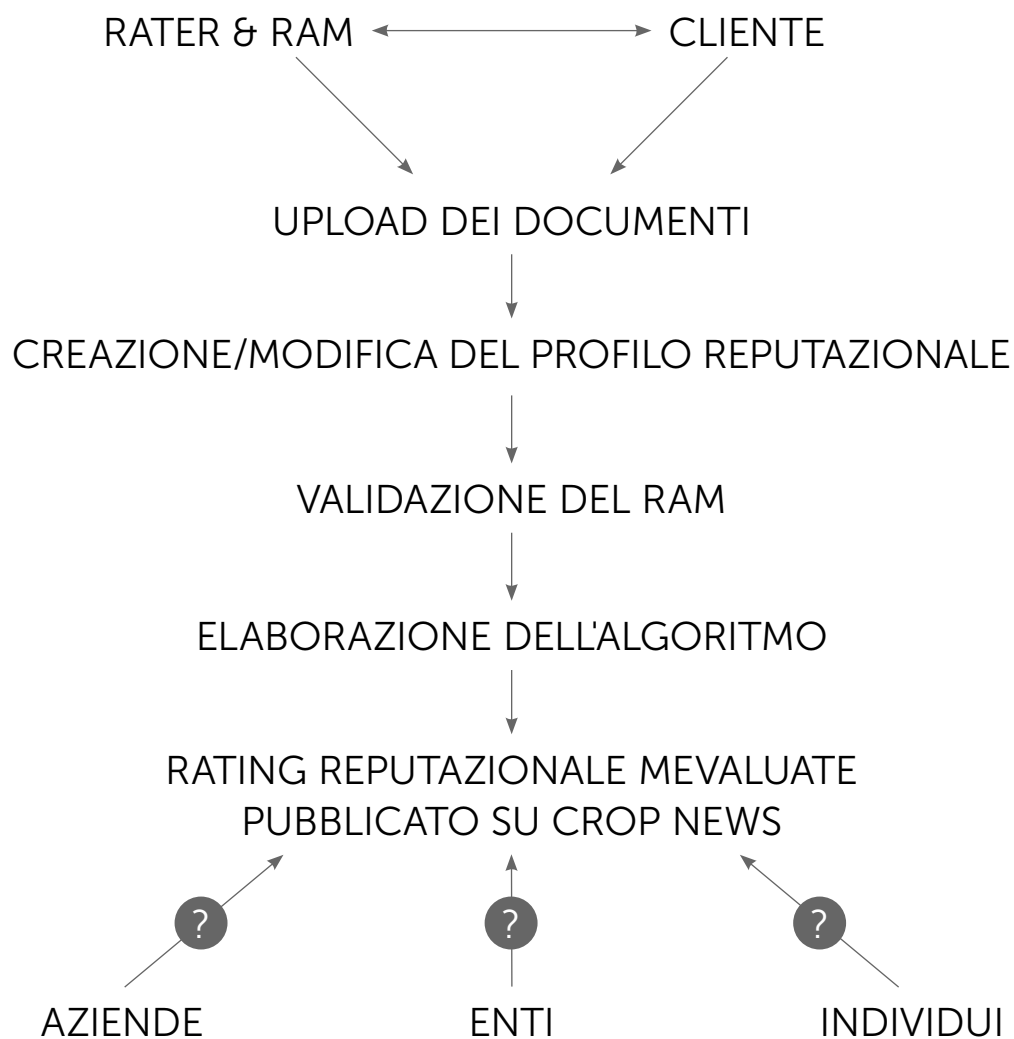 RATER & RAM
CLIENTE
UPLOAD DEI DOCUMENTI
CREAZIONE/MODIFICA DEL PROFILO REPUTAZIONALE
VALIDAZIONE DEL RAM
ELABORAZIONE DELL'ALGORITMO
RATING REPUTAZIONALE MEVALUATE
PUBBLICATO SU CROP NEWS
?
?
?
AZIENDE
ENTI
INDIVIDUI